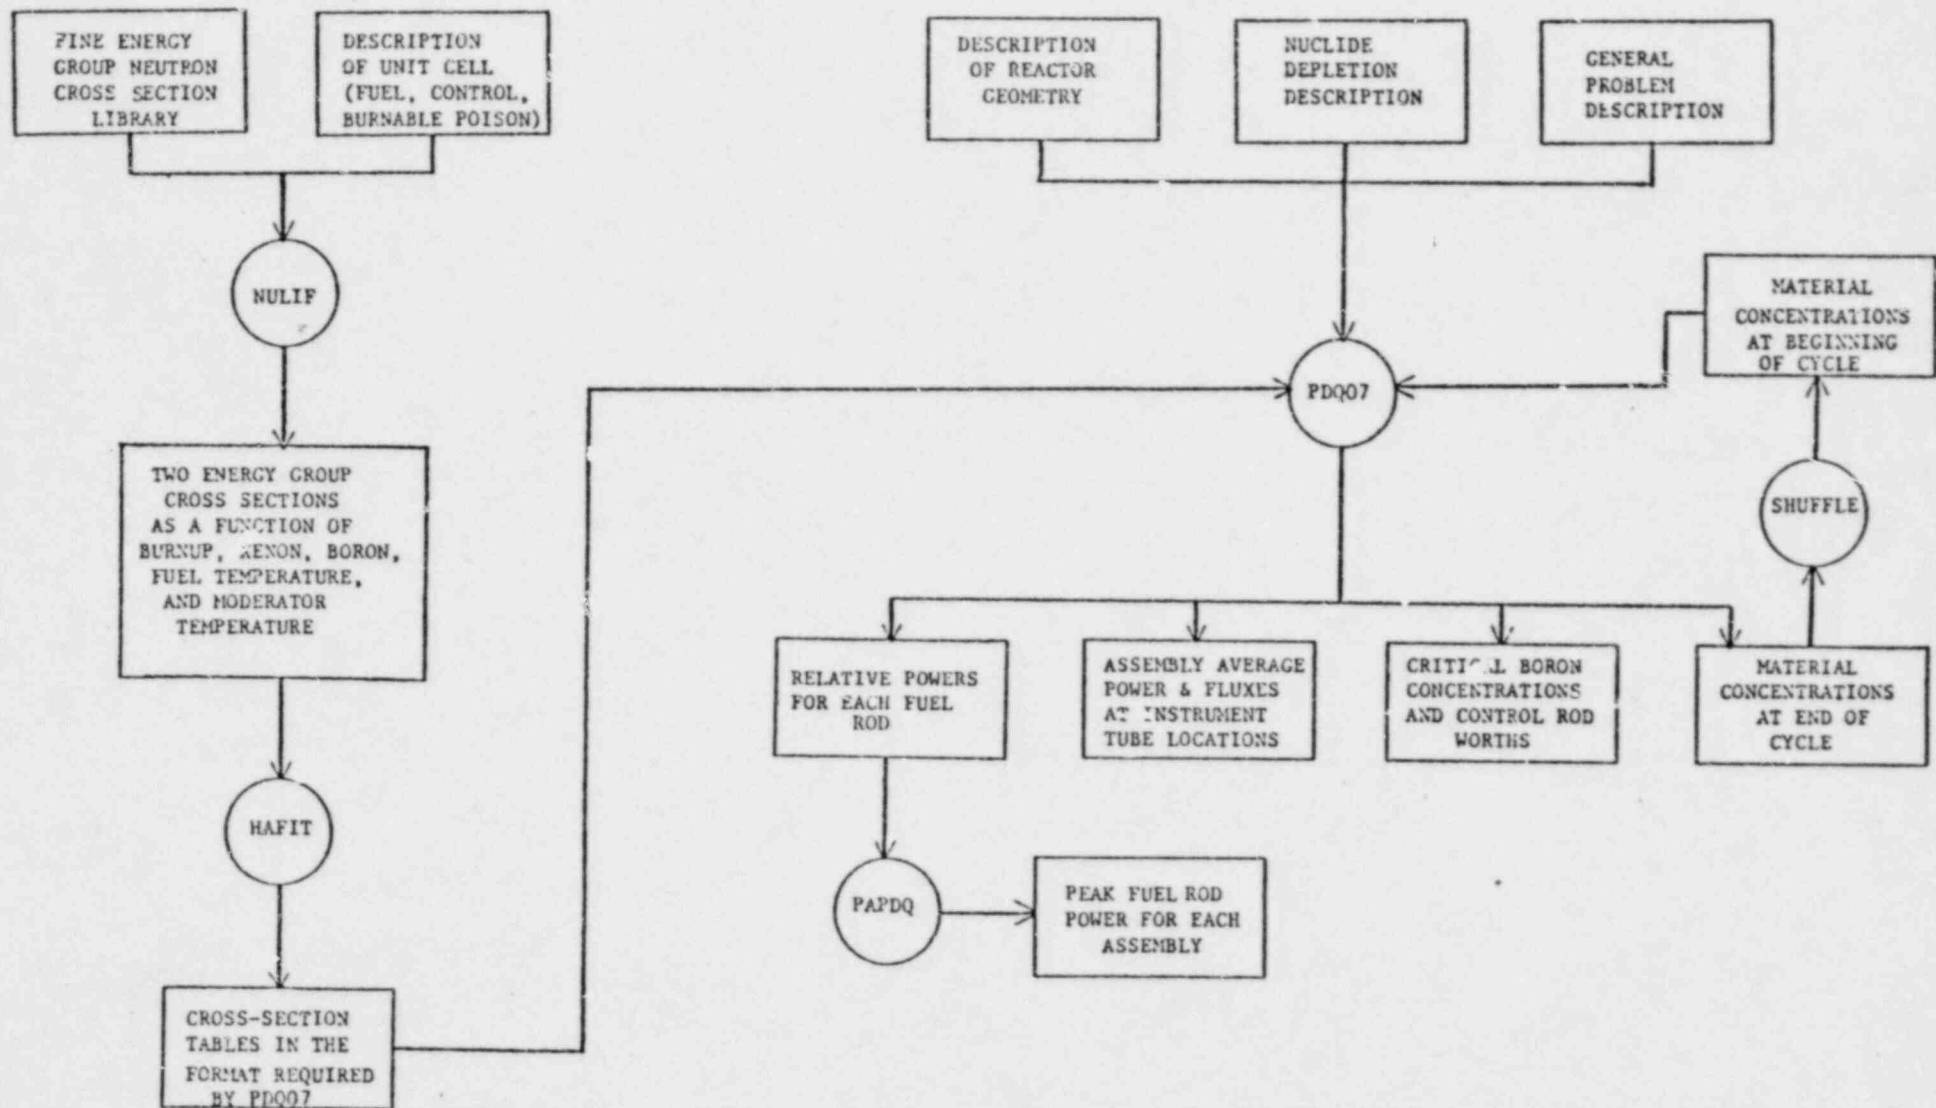 FINE ENERGY
GROUP NEUTRON
CROSS SECTION
LIBRARY
DESCRIPTION
OF UNIT CELL
(FUEL, CONTROL,
BURNABLE POISON)
NULIF
TWO ENERGY GROUP
CROSS SECTIONS
AS A FUNCTION OF
BURNUP, XENON, BORON,
FUEL TEMPERATURE,
AND MODERATOR
TEMPERATURE
HAFIT
CROSS-SECTION
TABLES IN THE
FORMAT REQUIRED
BY PDQ07
DESCRIPTION
OF REACTOR
GEOMETRY
NUCLIDE
DEPLETION
DESCRIPTION
GENERAL
PROBLEM
DESCRIPTION
PDQ07
MATERIAL
CONCENTRATIONS
AT BEGINNING
OF CYCLE
SHUFFLE
RELATIVE POWERS
FOR EACH FUEL
ROD
ASSEMBLY AVERAGE
POWER & FLUXES
AT INSTRUMENT
TUBE LOCATIONS
CRITICAL BORON
CONCENTRATIONS
AND CONTROL ROD
WORTHS
MATERIAL
CONCENTRATIONS
AT END OF
CYCLE
PAPDQ
PEAK FUEL ROD
POWER FOR EACH
ASSEMBLY